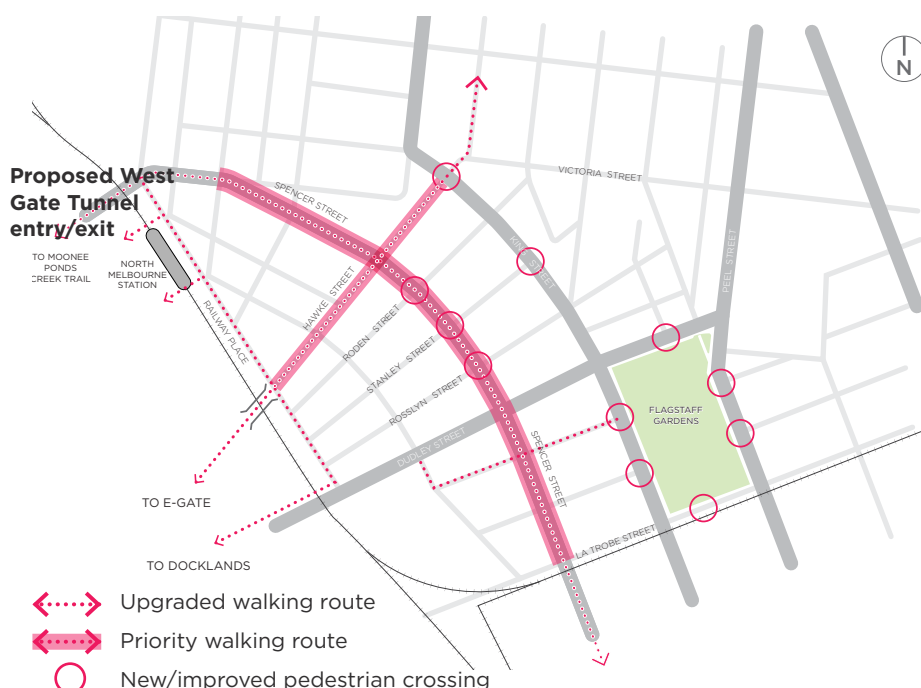 N
Proposed West
Gate Tunnel
entry/exit
TO MOONEE
PONDS
CREEK TRAIL
NORTH
MELBOURNE
STATION
SPENCER STREET
VICTORIA STREET
KING STREET
PEEL STREET
HAWKE STREET
RAILWAY PLACE
RODEN STREET
STANLEY STREET
ROSSLYN STREET
DUDLEY STREET
FLAGSTAFF
GARDENS
SPENCER STREET
LA TROBE STREET
TO E-GATE
TO DOCKLANDS
Upgraded walking route
Priority walking route
New/improved pedestrian crossing